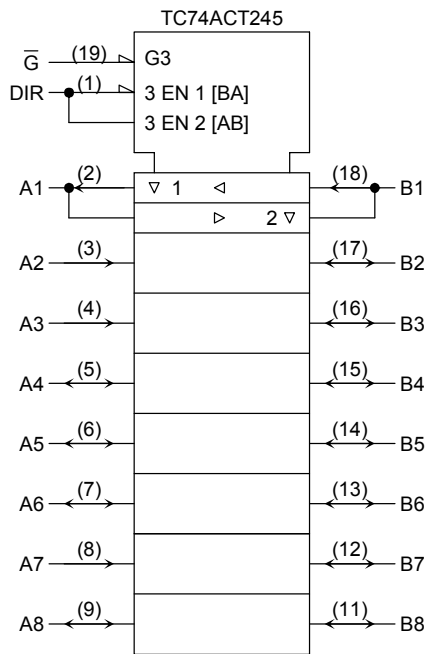 TC74ACT245
G̅ (19) G3
DIR (1) 3 EN 1 [BA]
3 EN 2 [AB]
A1 (2) 1 (18) B1
2
A2 (3) (17) B2
A3 (4) (16) B3
A4 (5) (15) B4
A5 (6) (14) B5
A6 (7) (13) B6
A7 (8) (12) B7
A8 (9) (11) B8